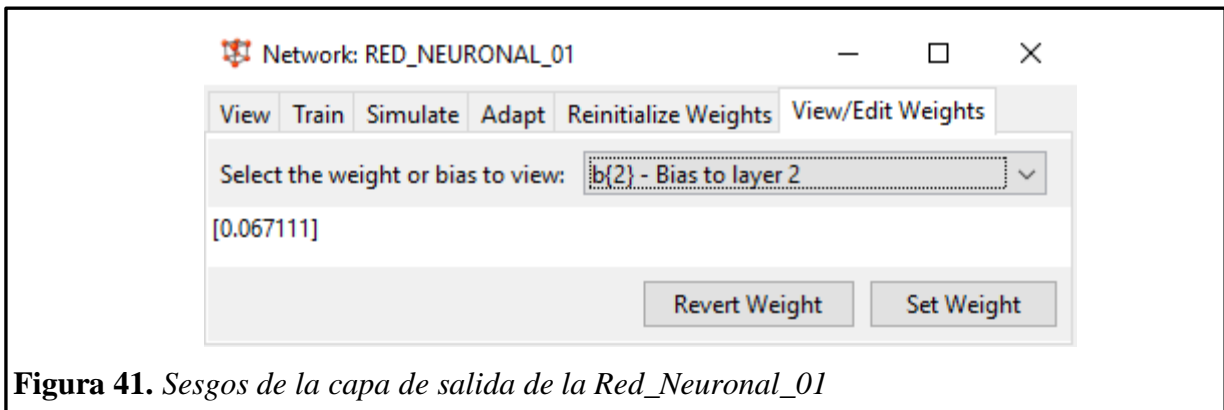 Network: RED_NEURONAL_01
View Train Simulate Adapt Reinitialize Weights View/Edit Weights
Select the weight or bias to view: b{2} - Bias to layer 2
[0.067111]
Revert Weight Set Weight
Figura 41. Sesgos de la capa de salida de la Red_Neuronal_01